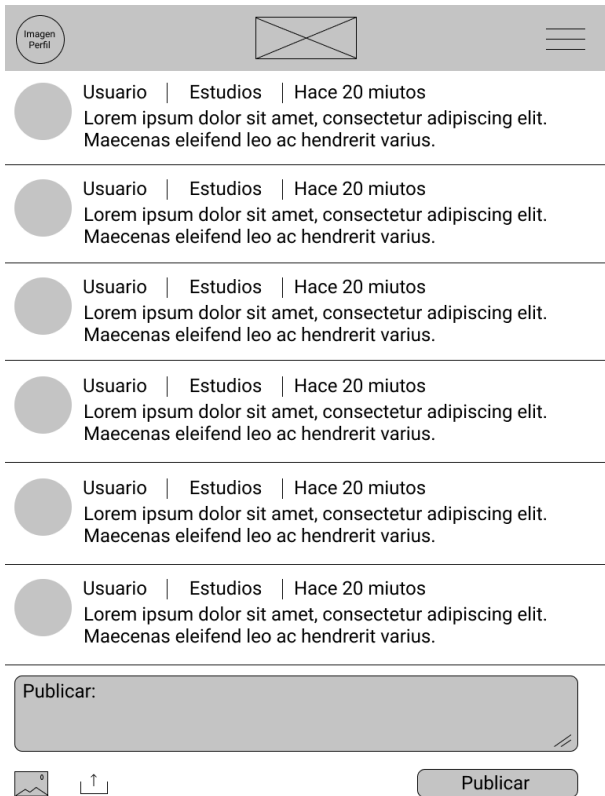 Imagen
Perfil
Usuario | Estudios | Hace 20 miutos
Lorem ipsum dolor sit amet, consectetur adipiscing elit.
Maecenas eleifend leo ac hendrerit varius.
Usuario | Estudios | Hace 20 miutos
Lorem ipsum dolor sit amet, consectetur adipiscing elit.
Maecenas eleifend leo ac hendrerit varius.
Usuario | Estudios | Hace 20 miutos
Lorem ipsum dolor sit amet, consectetur adipiscing elit.
Maecenas eleifend leo ac hendrerit varius.
Usuario | Estudios | Hace 20 miutos
Lorem ipsum dolor sit amet, consectetur adipiscing elit.
Maecenas eleifend leo ac hendrerit varius.
Usuario | Estudios | Hace 20 miutos
Lorem ipsum dolor sit amet, consectetur adipiscing elit.
Maecenas eleifend leo ac hendrerit varius.
Usuario | Estudios | Hace 20 miutos
Lorem ipsum dolor sit amet, consectetur adipiscing elit.
Maecenas eleifend leo ac hendrerit varius.
Publicar:
Publicar